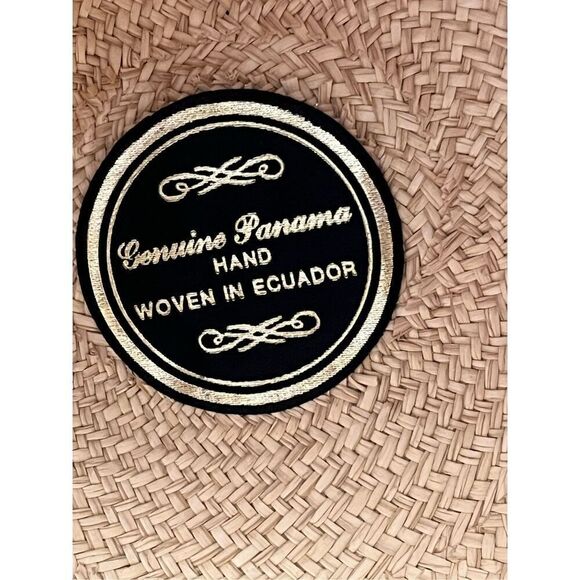 Genuine Panama
HAND
WOVEN IN ECUADOR